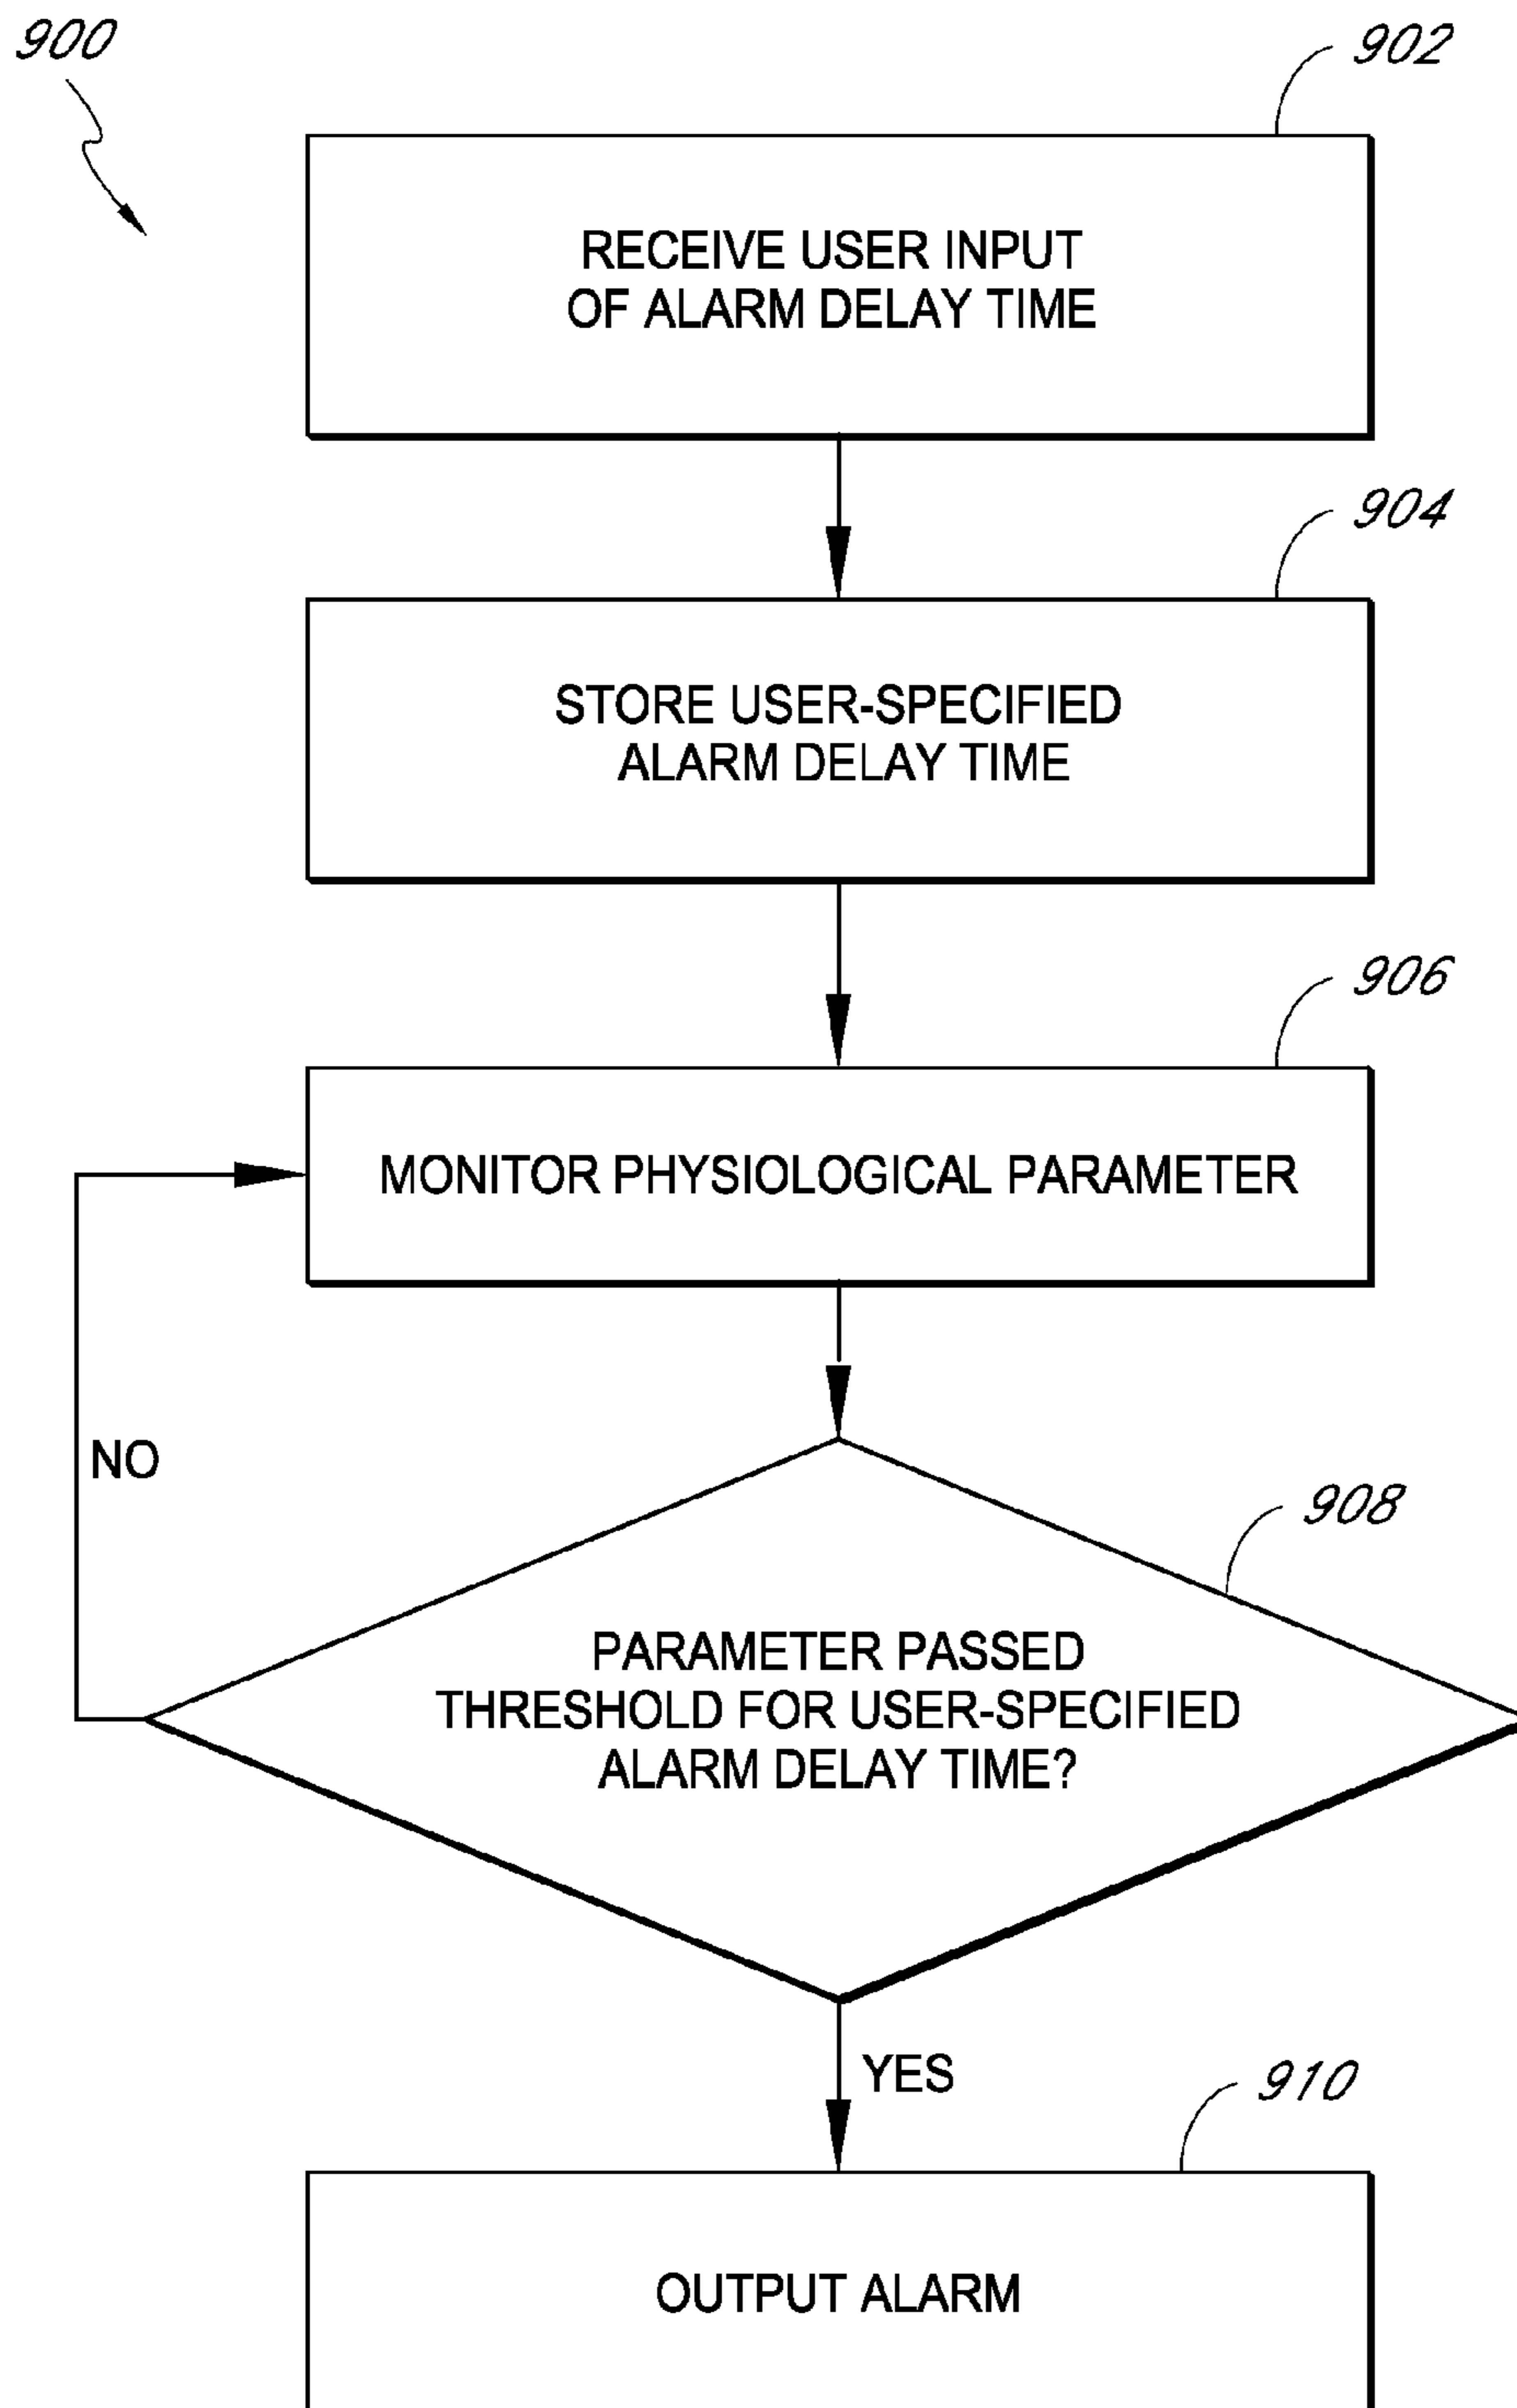 900
902
RECEIVE USER INPUT
OF ALARM DELAY TIME
904
STORE USER-SPECIFIED
ALARM DELAY TIME
906
MONITOR PHYSIOLOGICAL PARAMETER
NO
908
PARAMETER PASSED
THRESHOLD FOR USER-SPECIFIED
ALARM DELAY TIME?
YES
910
OUTPUT ALARM